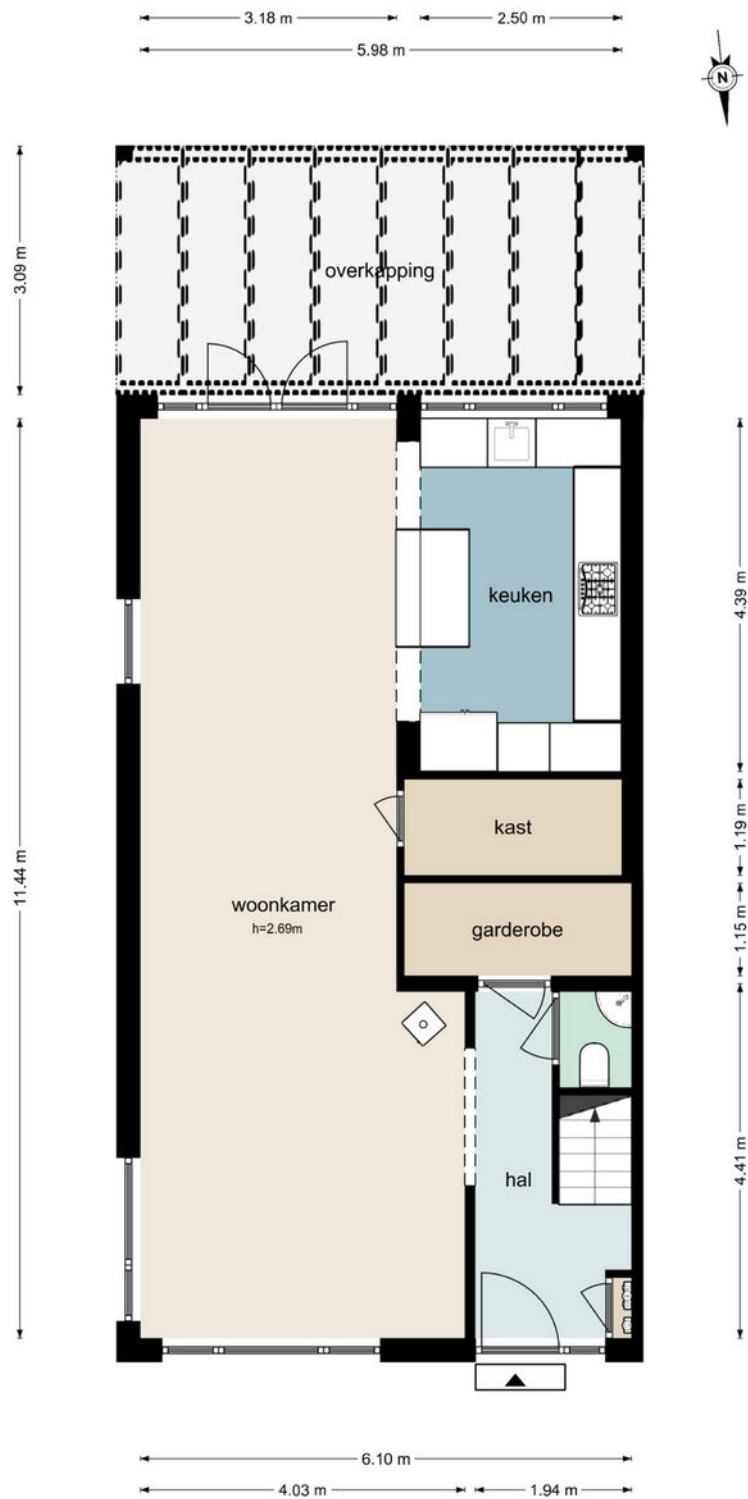 3.18 m
2.50 m
5.98 m
N
3.09 m
overkapping
keuken
4.39 m
kast
1.19 m
11.44 m
woonkamer
h=2.69m
garderobe
1.15 m
hal
4.41 m
6.10 m
4.03 m
1.94 m